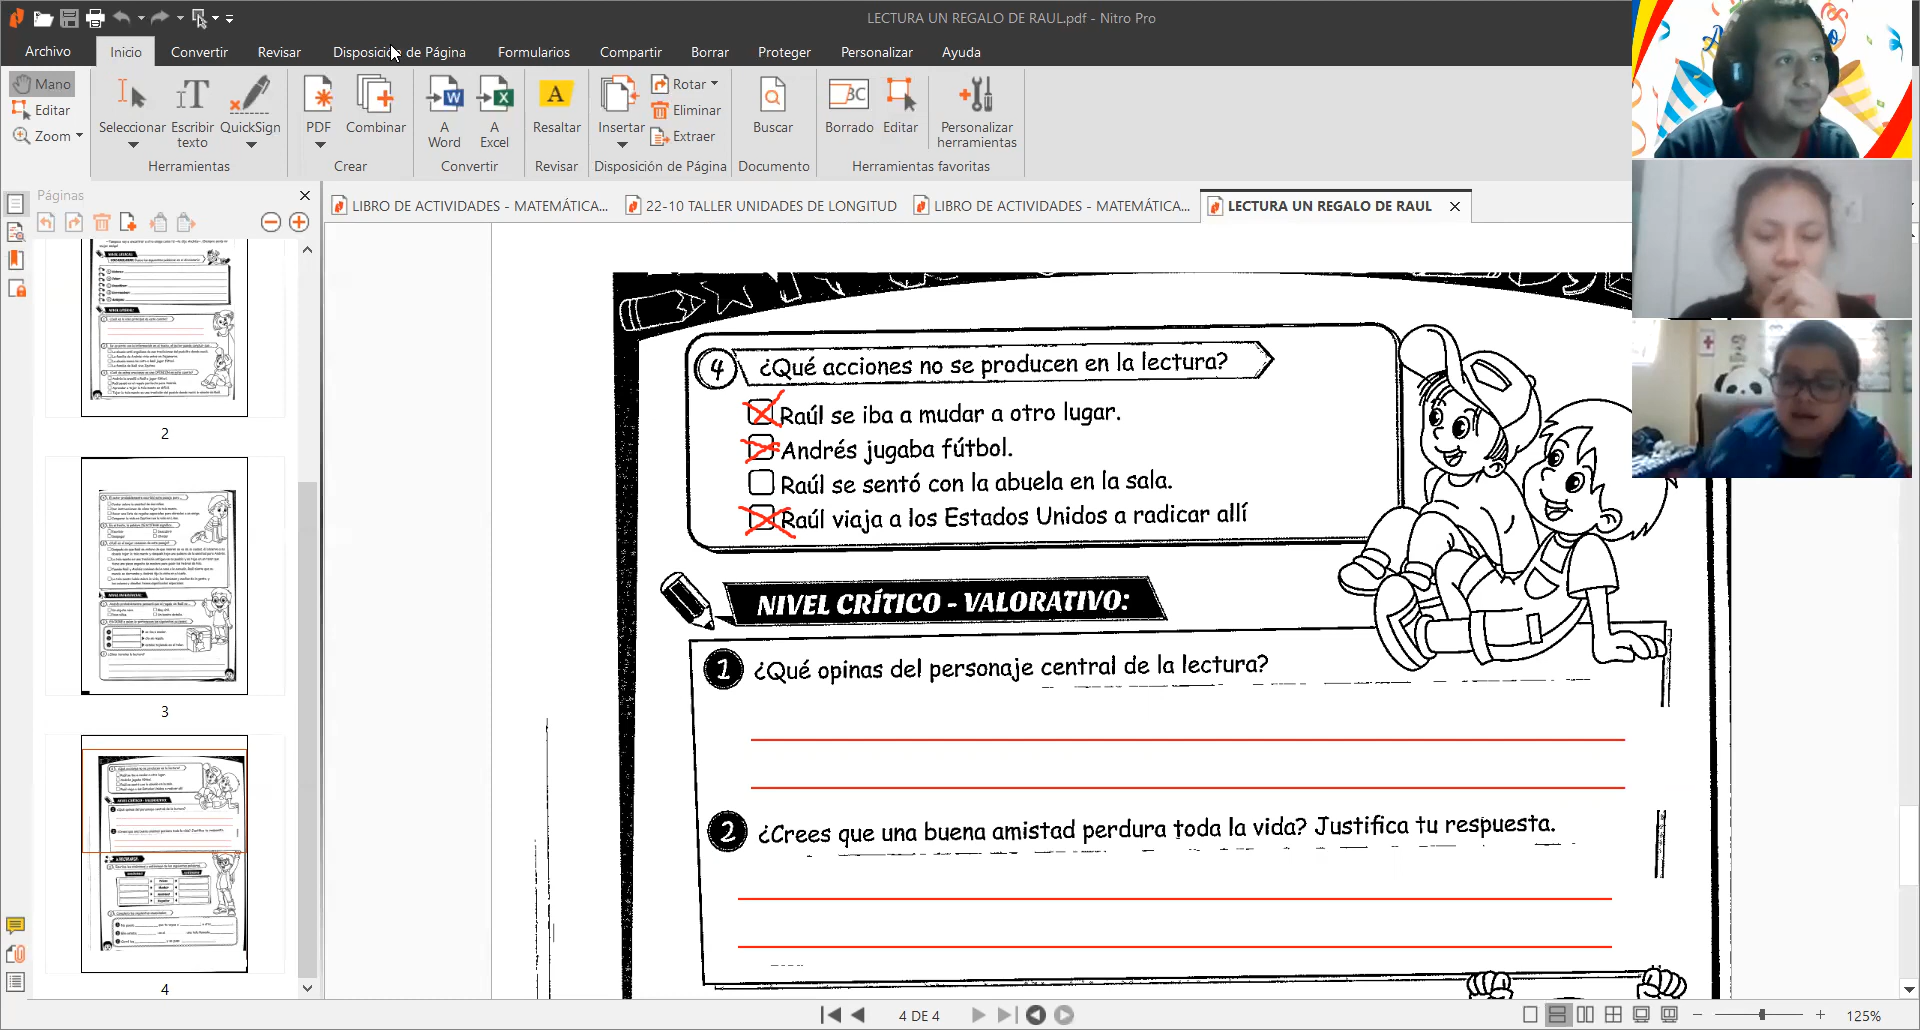 LECTURA UN REGALO DE RAUL.pdf - Nitro Pro
Archivo Inicio Convertir Revisar Disposición de Página Formularios Compartir Borrar Proteger Personalizar Ayuda
Mano
Editar
Zoom
Seleccionar
Escribir texto
QuickSign
Herramientas
PDF
Combinar
Crear
A Word
A Excel
Convertir
Resaltar
Revisar
Insertar
Rotar
Eliminar
Extraer
Disposición de Página
Buscar
Documento
Borrado
Editar
Personalizar herramientas
Herramientas favoritas
Páginas
LIBRO DE ACTIVIDADES - MATEMÁTICA...
22-10 TALLER UNIDADES DE LONGITUD
LIBRO DE ACTIVIDADES - MATEMÁTICA...
LECTURA UN REGALO DE RAUL
2
3
4
4 ¿Qué acciones no se producen en la lectura?
Raúl se iba a mudar a otro lugar.
Andrés jugaba fútbol.
Raúl se sentó con la abuela en la sala.
Raúl viaja a los Estados Unidos a radicar allí
NIVEL CRÍTICO - VALORATIVO:
1 ¿Qué opinas del personaje central de la lectura?
2 ¿Crees que una buena amistad perdura toda la vida? Justifica tu respuesta.
4 DE 4
125%